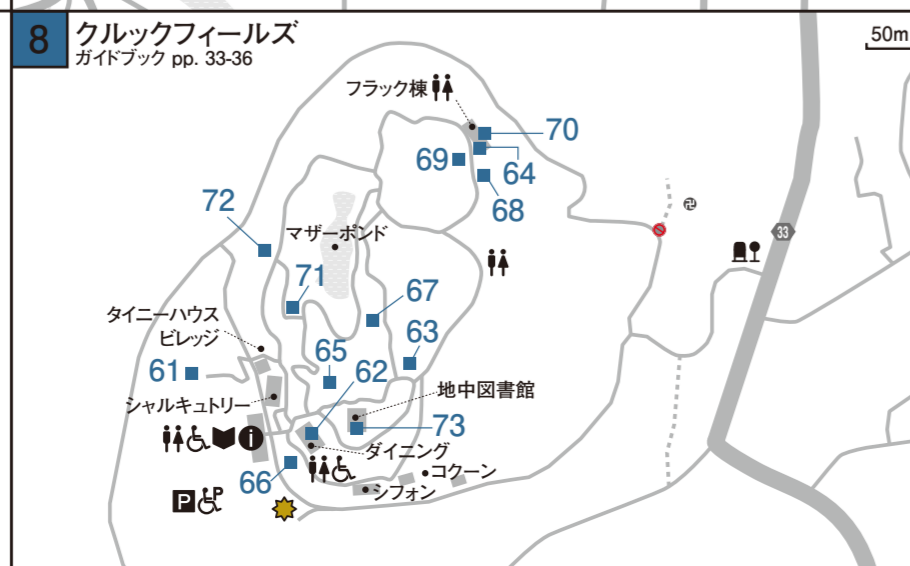 8
クルックフィールズ
ガイドブック pp. 33-36
50m
フラック棟
70
69
64
68
72
卍
33
マザーポンド
71
67
タイニーハウス
ビレッジ
63
65
62
61
地中図書館
シャルキュトリー
73
i
ダイニング
コクーン
66
シフォン
P
P